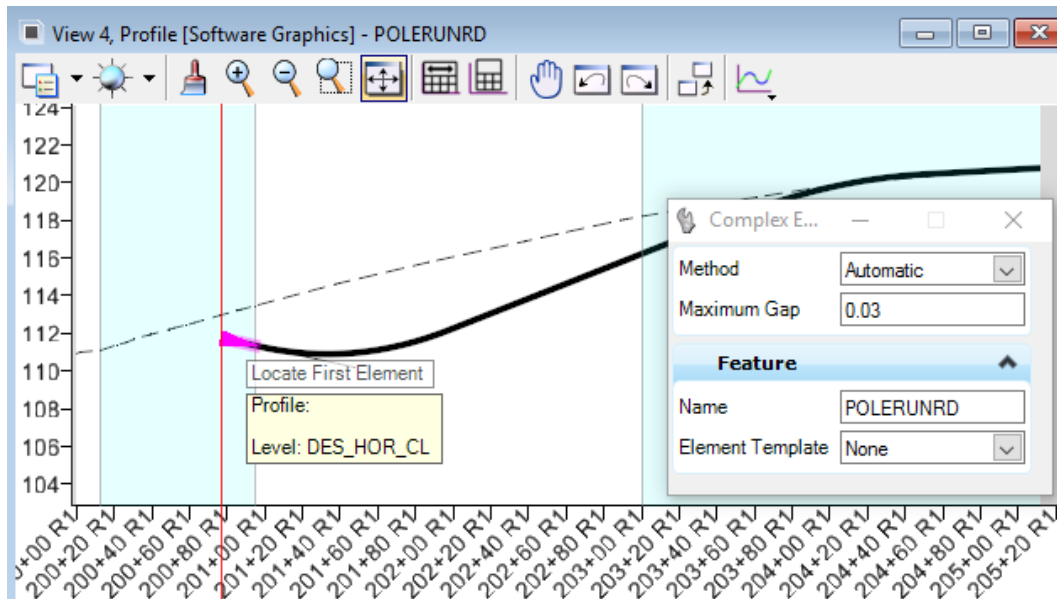 View 4, Profile [Software Graphics] - POLERUNRD
124
122
120
118
116
114
112
110
108
106
104
Complex E...
Method Automatic
Maximum Gap 0.03
Feature
Name POLERUNRD
Element Template None
Locate First Element
Profile:
Level: DES_HOR_CL
0+00 R1 200+20 R1 200+40 R1 200+60 R1 200+80 R1 201+00 R1 201+20 R1 201+40 R1 201+60 R1 201+80 R1 202+00 R1 202+20 R1 202+40 R1 202+60 R1 202+80 R1 203+00 R1 203+20 R1 203+40 R1 203+60 R1 203+80 R1 204+00 R1 204+20 R1 204+40 R1 204+60 R1 204+80 R1 205+00 R1 205+20 R1